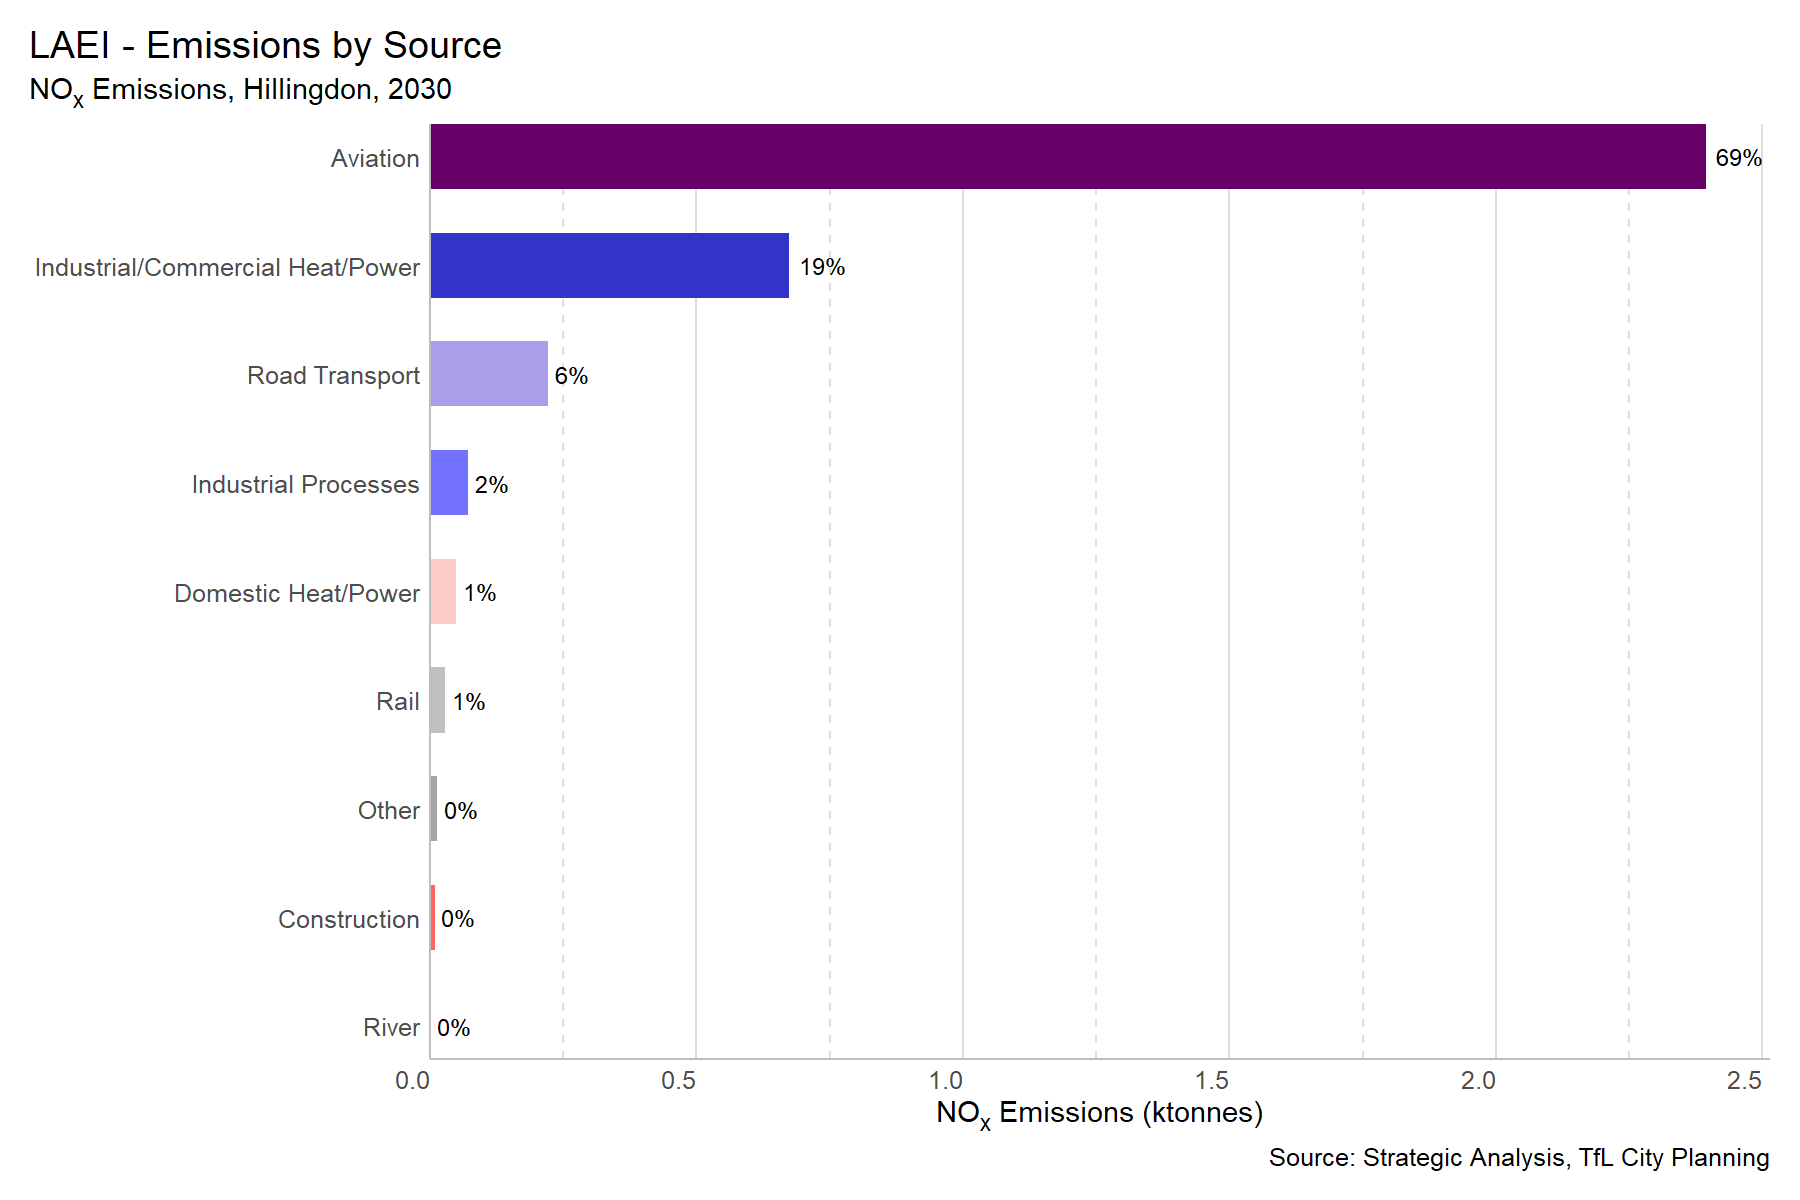 LAEI - Emissions by Source
NOx Emissions, Hillingdon, 2030
Aviation 69%
Industrial/Commercial Heat/Power 19%
Road Transport 6%
Industrial Processes 2%
Domestic Heat/Power 1%
Rail 1%
Other 0%
Construction 0%
River 0%
0.0 0.5 1.0 1.5 2.0 2.5
NOx Emissions (ktonnes)
Source: Strategic Analysis, TfL City Planning